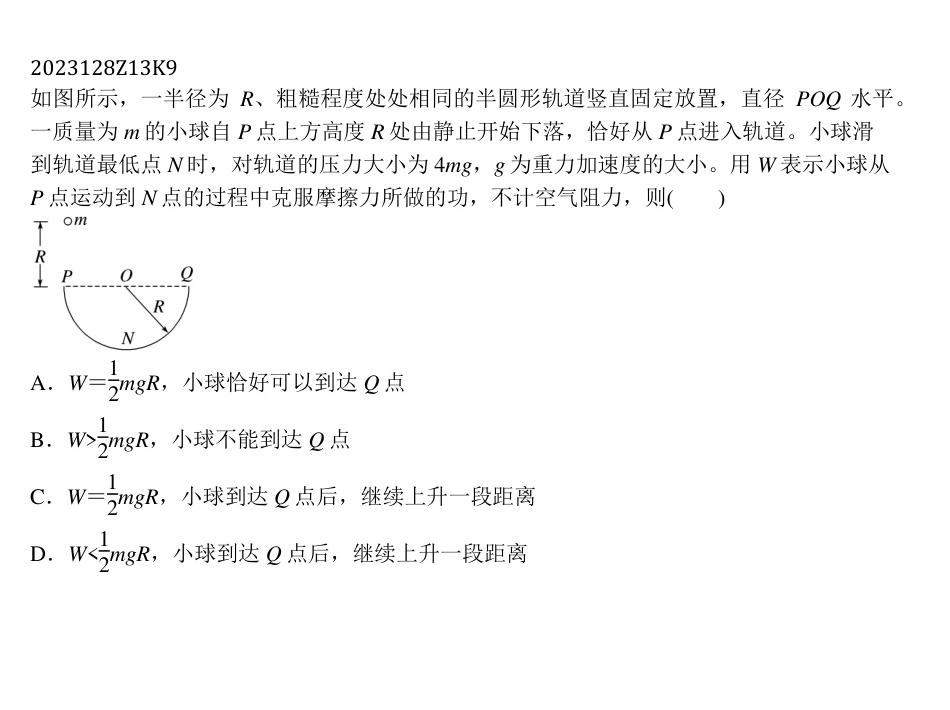 2023128Z13K9
如图所示，一半径为 R、粗糙程度处处相同的半圆形轨道竖直固定放置，直径 POQ 水平。
一质量为 m 的小球自 P 点上方高度 R 处由静止开始下落，恰好从 P 点进入轨道。小球滑
到轨道最低点 N 时，对轨道的压力大小为 4mg，g 为重力加速度的大小。用 W 表示小球从
P 点运动到 N 点的过程中克服摩擦力所做的功，不计空气阻力，则(　　)
m
R
P O Q
R
N
A．W＝\frac{1}{2}mgR，小球恰好可以到达 Q 点
B．W>\frac{1}{2}mgR，小球不能到达 Q 点
C．W＝\frac{1}{2}mgR，小球到达 Q 点后，继续上升一段距离
D．W<\frac{1}{2}mgR，小球到达 Q 点后，继续上升一段距离